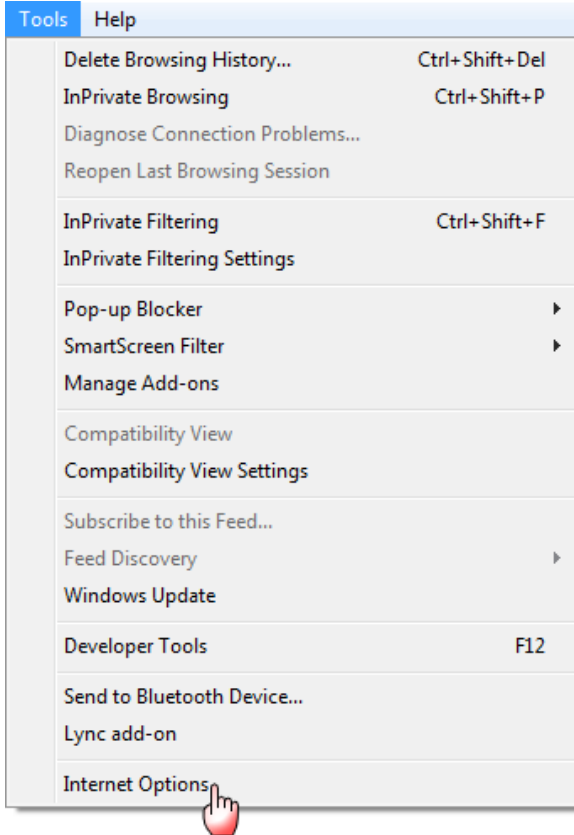 Tools Help
Delete Browsing History... Ctrl+Shift+Del
InPrivate Browsing Ctrl+Shift+P
Diagnose Connection Problems...
Reopen Last Browsing Session
InPrivate Filtering Ctrl+Shift+F
InPrivate Filtering Settings
Pop-up Blocker
SmartScreen Filter
Manage Add-ons
Compatibility View
Compatibility View Settings
Subscribe to this Feed...
Feed Discovery
Windows Update
Developer Tools F12
Send to Bluetooth Device...
Lync add-on
Internet Options